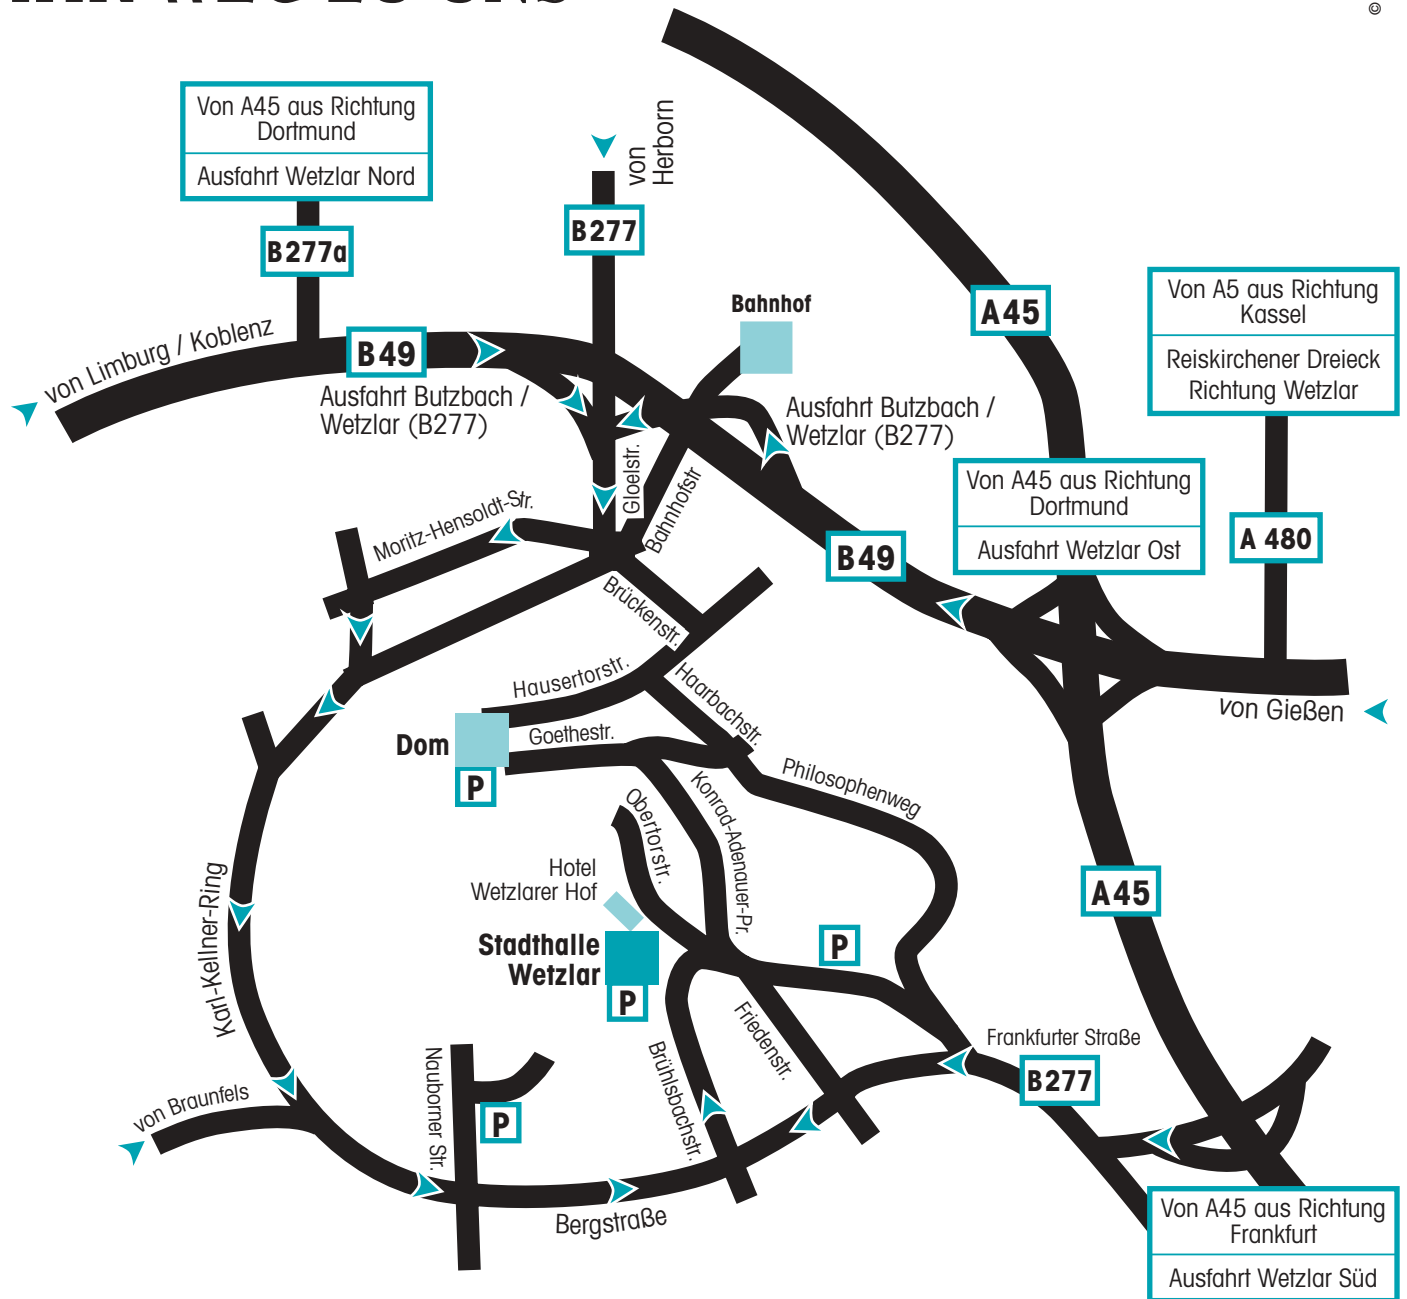 ©
Von A45 aus Richtung
Dortmund
Ausfahrt Wetzlar Nord
B277a
von
Herborn
B277
Bahnhof
A45
Von A5 aus Richtung
Kassel
Reiskirchener Dreieck
Richtung Wetzlar
von Limburg / Koblenz
B49
Ausfahrt Butzbach /
Wetzlar (B277)
Ausfahrt Butzbach /
Wetzlar (B277)
Gloelstr.
Bahnhofstr
Moritz-Hensoldt-Str.
Von A45 aus Richtung
Dortmund
Ausfahrt Wetzlar Ost
A 480
B49
Brückenstr.
Hausertorstr.
Haarbachstr.
von Gießen
Dom
Goethestr.
P
Philosophenweg
Konrad-Adenauer-Pr.
Obertorstr.
Hotel
Wetzlarer Hof
A45
Karl-Kellner-Ring
Stadthalle
Wetzlar
P
P
Friedenstr.
Frankfurter Straße
B277
Brühlsbachstr.
Nauborner Str.
von Braunfels
P
Bergstraße
Von A45 aus Richtung
Frankfurt
Ausfahrt Wetzlar Süd